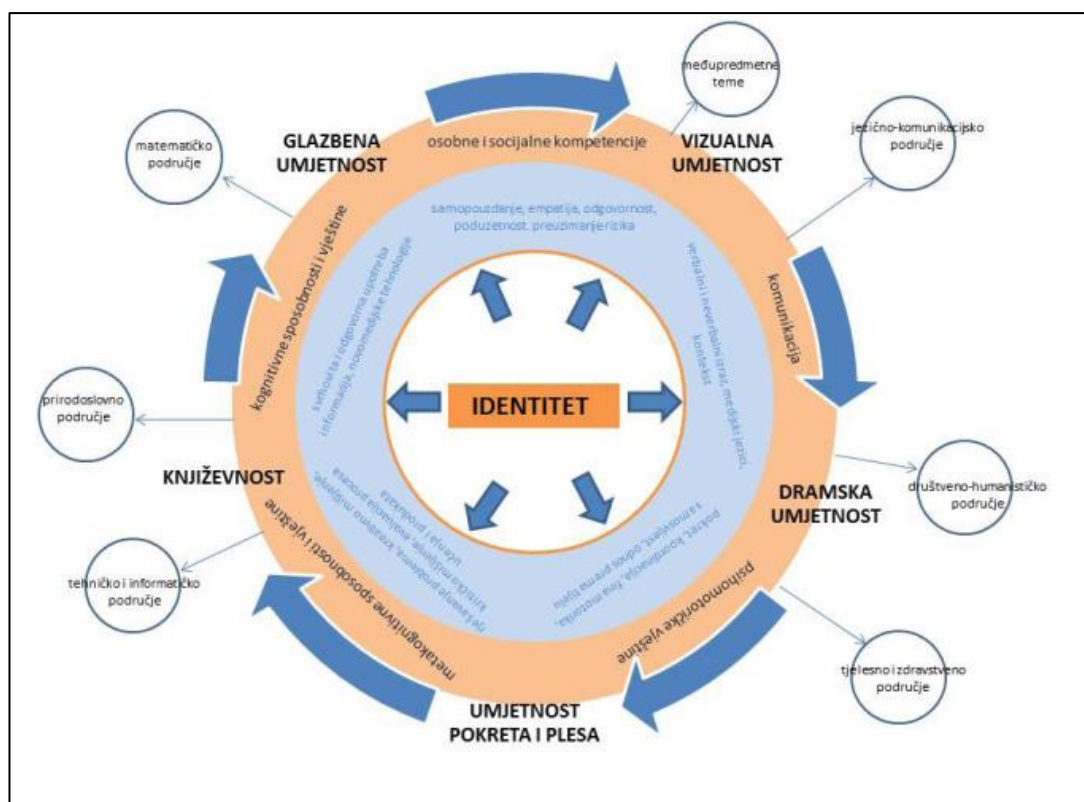 međupredmetne
teme
jezično-komunikacijsko
područje
matematičko
područje
GLAZBENA
UMJETNOST
osobne i socijalne kompetencije
VIZUALNA
UMJETNOST
samopouzdanje, empatija, odgovornost,
poduzetnost, preuzimanje rizika
kognitivne sposobnosti i vještine
svrhovita i odgovorna upotreba
informacija, novomedijske tehnologije
verbalni i neverbalni izraz, medijski jezici,
kontekst
komunikacija
prirodoslovno
područje
IDENTITET
KNJIŽEVNOST
DRAMSKA
UMJETNOST
društveno-humanističko
područje
rješavanje problema, kreativno mišljenje,
kritičko mišljenje, evaluacija procesa
učenja i produkata
pokret, koordinacija, fina motorika,
samosvijest, odnos prema tijelu
tehničko i informatičko
područje
metakognitivne sposobnosti i vještine
psihomotoričke vještine
tjelesno i zdravstveno
područje
UMJETNOST
POKRETA I PLESA